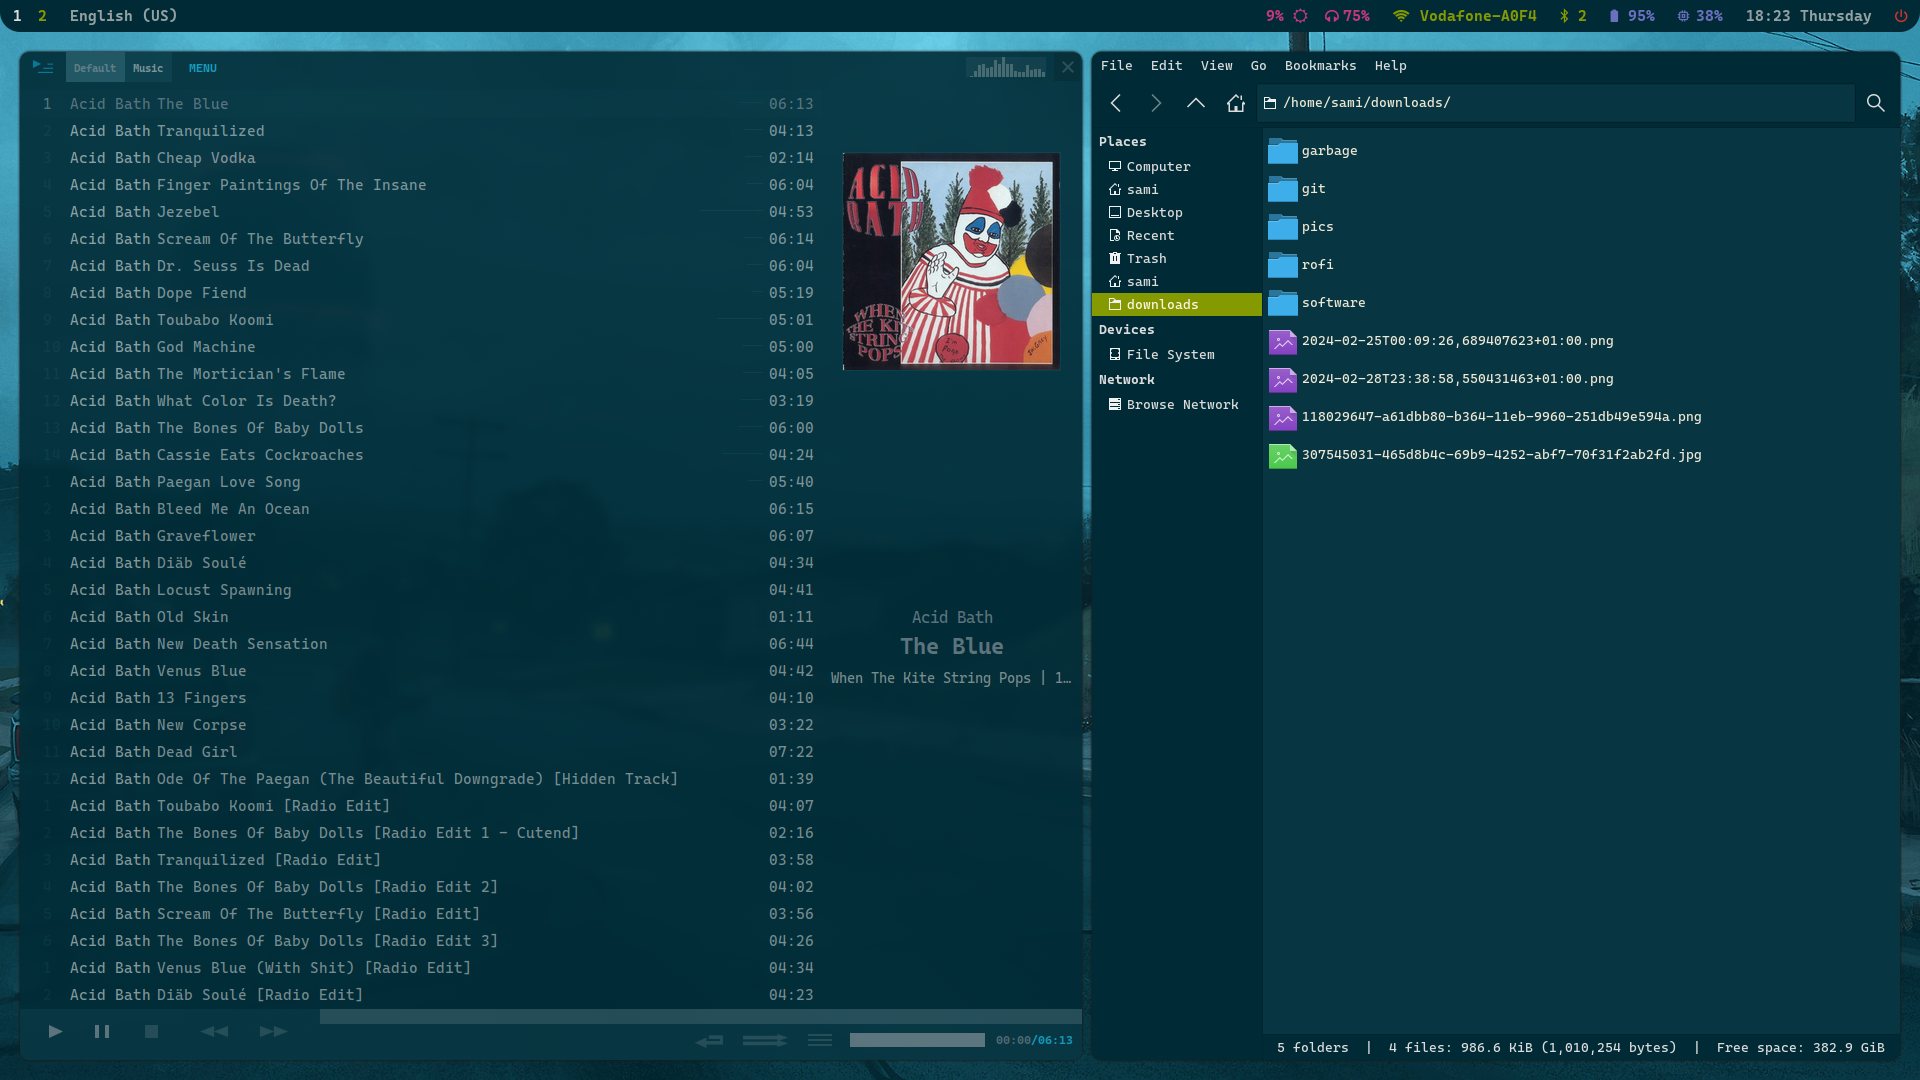 1 2 English (US) 9% 75% Vodafone-A0F4 2 95% 38% 18:23 Thursday
Default Music MENU
1 Acid Bath The Blue 06:13
2 Acid Bath Tranquilized 04:13
3 Acid Bath Cheap Vodka 02:14
4 Acid Bath Finger Paintings Of The Insane 06:04
5 Acid Bath Jezebel 04:53
6 Acid Bath Scream Of The Butterfly 06:14
7 Acid Bath Dr. Seuss Is Dead 06:04
8 Acid Bath Dope Fiend 05:19
9 Acid Bath Toubabo Koomi 05:01
10 Acid Bath God Machine 05:00
11 Acid Bath The Mortician's Flame 04:05
12 Acid Bath What Color Is Death? 03:19
13 Acid Bath The Bones Of Baby Dolls 06:00
14 Acid Bath Cassie Eats Cockroaches 04:24
1 Acid Bath Paegan Love Song 05:40
2 Acid Bath Bleed Me An Ocean 06:15
3 Acid Bath Graveflower 06:07
4 Acid Bath Diäb Soulé 04:34
5 Acid Bath Locust Spawning 04:41
6 Acid Bath Old Skin 01:11
7 Acid Bath New Death Sensation 06:44
8 Acid Bath Venus Blue 04:42
9 Acid Bath 13 Fingers 04:10
10 Acid Bath New Corpse 03:22
11 Acid Bath Dead Girl 07:22
12 Acid Bath Ode Of The Paegan (The Beautiful Downgrade) [Hidden Track] 01:39
1 Acid Bath Toubabo Koomi [Radio Edit] 04:07
2 Acid Bath The Bones Of Baby Dolls [Radio Edit 1 – Cutend] 02:16
3 Acid Bath Tranquilized [Radio Edit] 03:58
4 Acid Bath The Bones Of Baby Dolls [Radio Edit 2] 04:02
5 Acid Bath Scream Of The Butterfly [Radio Edit] 03:56
6 Acid Bath The Bones Of Baby Dolls [Radio Edit 3] 04:26
1 Acid Bath Venus Blue (With Shit) [Radio Edit] 04:34
2 Acid Bath Diäb Soulé [Radio Edit] 04:23
ACID
BATH
WHEN
THE KITE
STRING
POPS
Acid Bath
The Blue
When The Kite String Pops | 1…
00:00/06:13
File Edit View Go Bookmarks Help
/home/sami/downloads/
Places
Computer
sami
Desktop
Recent
Trash
sami
downloads
Devices
File System
Network
Browse Network
garbage
git
pics
rofi
software
2024-02-25T00:09:26,689407623+01:00.png
2024-02-28T23:38:58,550431463+01:00.png
118029647-a61dbb80-b364-11eb-9960-251db49e594a.png
307545031-465d8b4c-69b9-4252-abf7-70f31f2ab2fd.jpg
5 folders | 4 files: 986.6 KiB (1,010,254 bytes) | Free space: 382.9 GiB